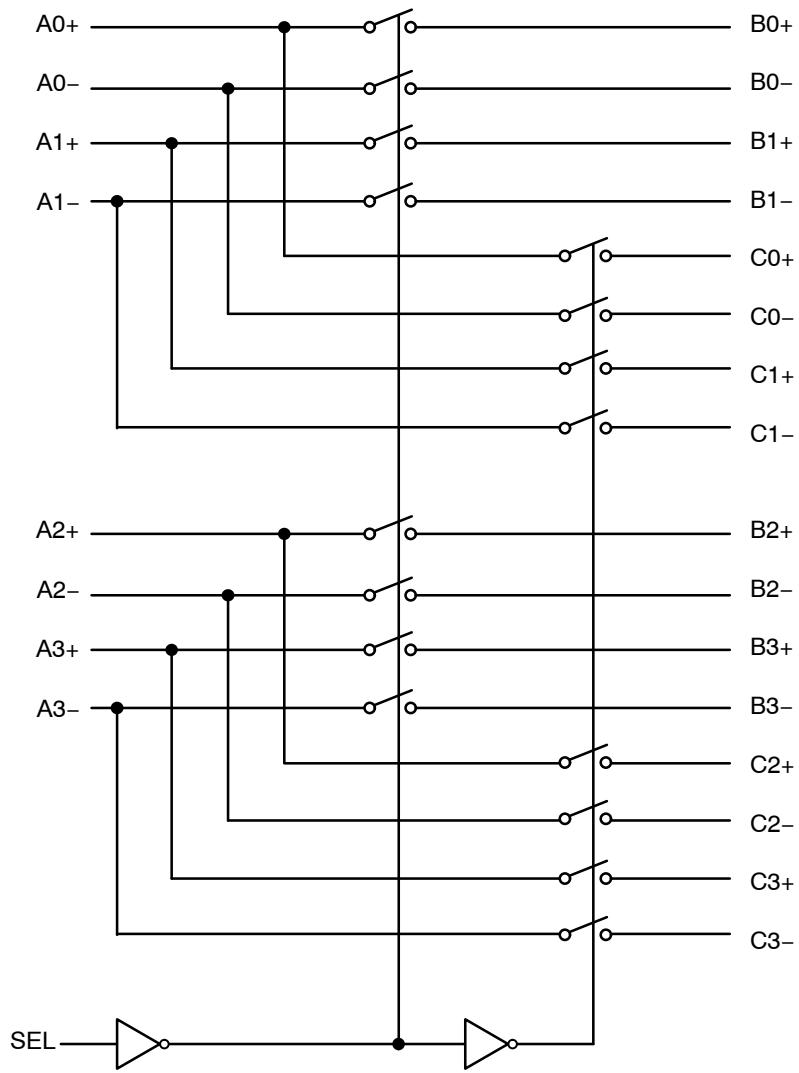 A0+ B0+
A0− B0−
A1+ B1+
A1− B1−
C0+
C0−
C1+
C1−
A2+ B2+
A2− B2−
A3+ B3+
A3− B3−
C2+
C2−
C3+
C3−
SEL